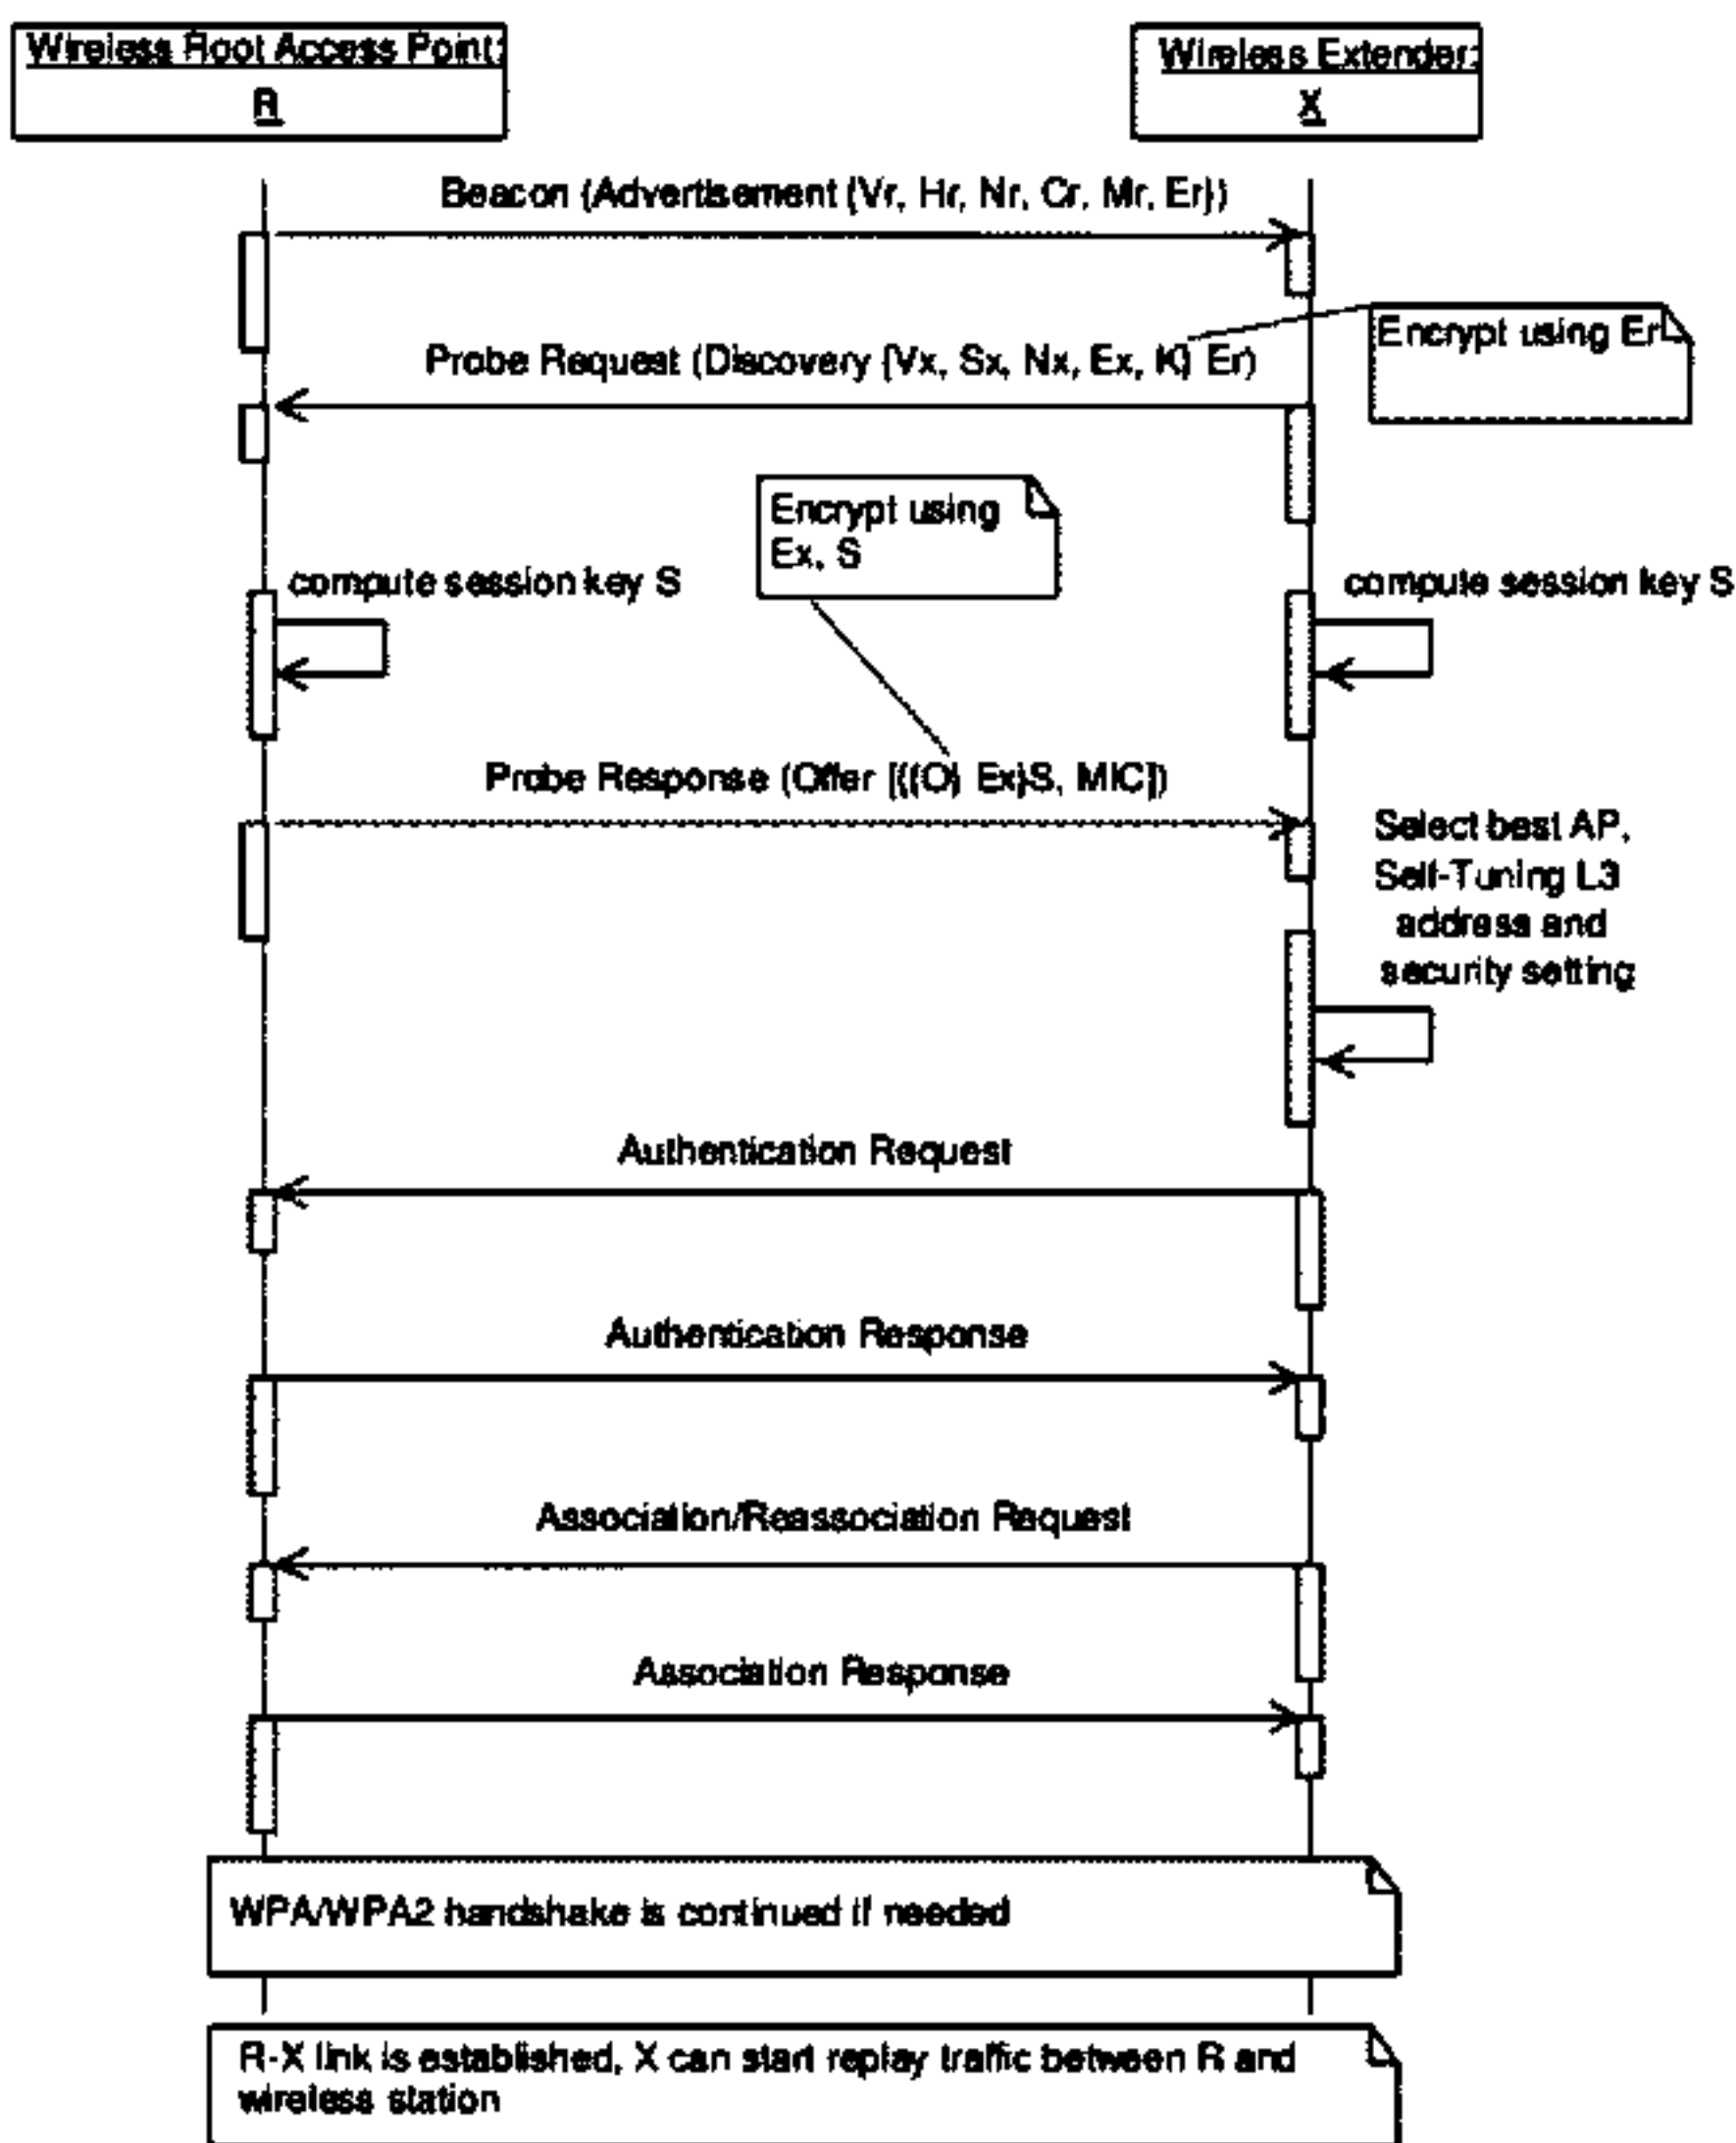 Wireless Root Access Point:
R
Wireless Extender:
X
Beacon (Advertisement {Vr, Hr, Nr, Cr, Mr, Er})
Encrypt using Er
Probe Request (Discovery {Vx, Sx, Nx, Ex, K} Er)
Encrypt using
Ex, S
compute session key S
compute session key S
Probe Response (Offer [{{O} Ex}S, MIC])
Select best AP,
Self-Tuning L3
address and
security setting
Authentication Request
Authentication Response
Association/Reassociation Request
Association Response
WPA/WPA2 handshake is continued if needed
R-X link is established, X can start replay traffic between R and
wireless station